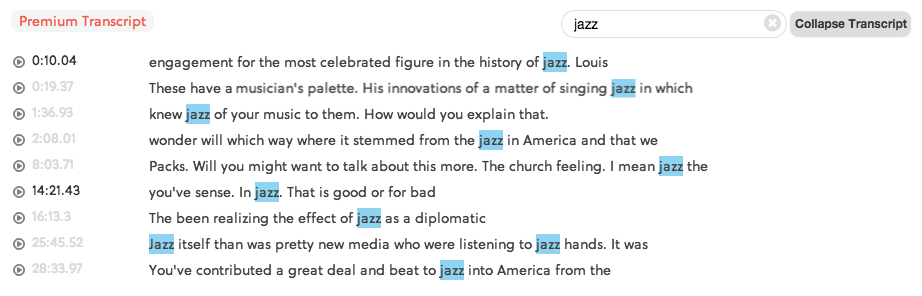 Premium Transcript
jazz
Collapse Transcript
0:10.04 engagement for the most celebrated figure in the history of jazz. Louis
0:19.37 These have a musician's palette. His innovations of a matter of singing jazz in which
1:36.93 knew jazz of your music to them. How would you explain that.
2:08.01 wonder will which way where it stemmed from the jazz in America and that we
8:03.71 Packs. Will you might want to talk about this more. The church feeling. I mean jazz the
14:21.43 you've sense. In jazz. That is good or for bad
16:13.3 The been realizing the effect of jazz as a diplomatic
25:45.52 Jazz itself than was pretty new media who were listening to jazz hands. It was
28:33.97 You've contributed a great deal and beat to jazz into America from the